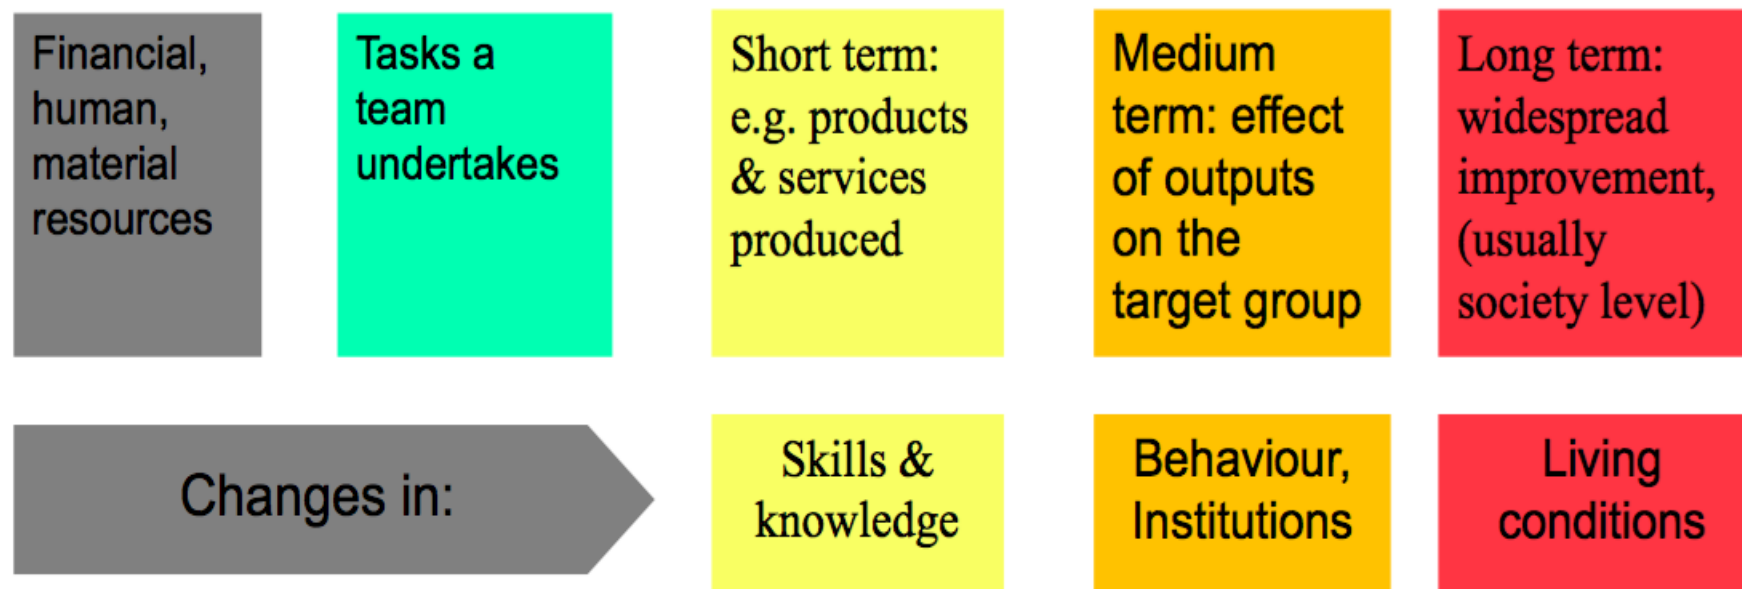 Financial,
human,
material
resources
Tasks a
team
undertakes
Short term:
e.g. products
& services
produced
Medium
term: effect
of outputs
on the
target group
Long term:
widespread
improvement,
(usually
society level)
Changes in:
Skills &
knowledge
Behaviour,
Institutions
Living
conditions